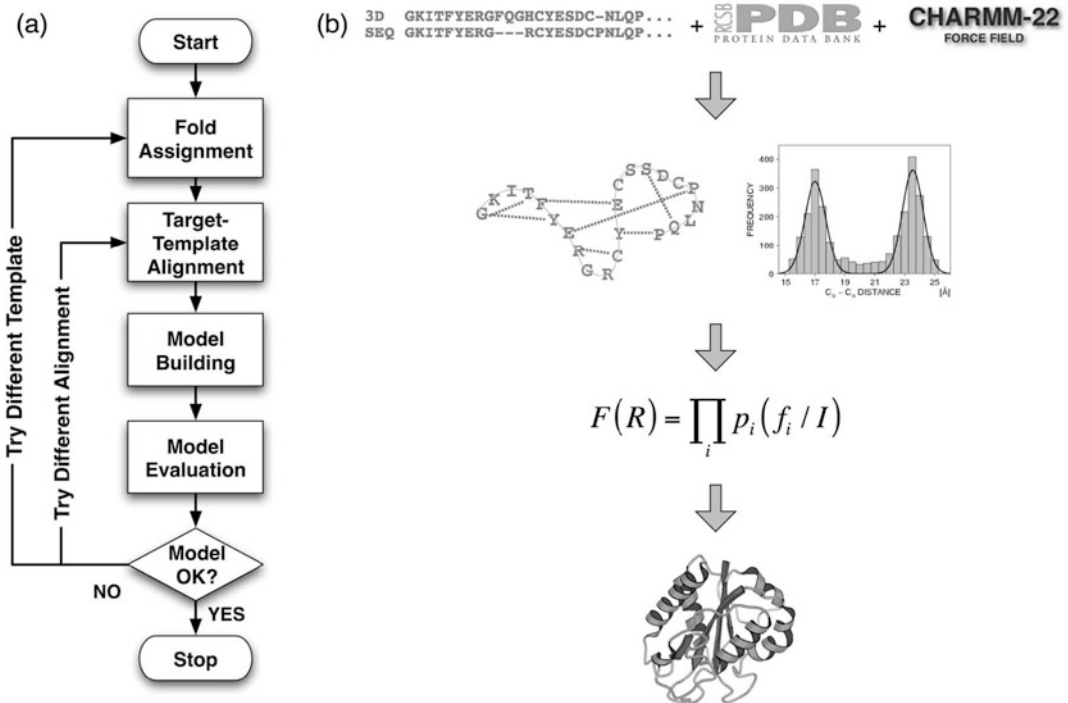 (a)
Start
Fold
Assignment
Target-
Template
Alignment
Model
Building
Model
Evaluation
Model
OK?
NO
YES
Stop
Try Different Template
Try Different Alignment
(b)
3D GKITFYERGFQGHCYESDC-NLQP...
SEQ GKITFYERG---RCYESDCPNLQP...
+
RCSB
PDB
PROTEIN DATA BANK
+
CHARMM-22
FORCE FIELD
G K I T F Y E R G R C Y E C S S D C P N L Q P
400
300
200
100
0
FREQUENCY
15 17 19 21 23 25
Cα – Cα DISTANCE |Å|
F(R) = ∏ pi(fi / I)
i